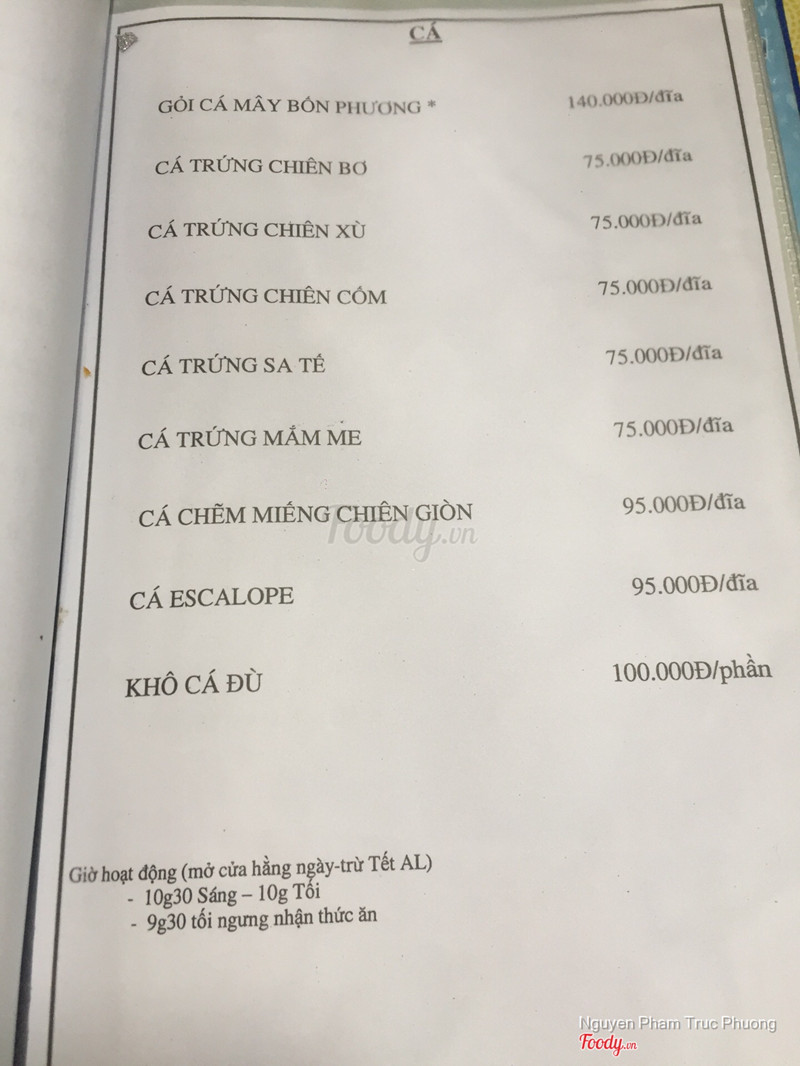 CÁ
GỎI CÁ MÂY BỐN PHƯƠNG * 140.000Đ/đĩa
CÁ TRỨNG CHIÊN BƠ 75.000Đ/đĩa
CÁ TRỨNG CHIÊN XÙ 75.000Đ/đĩa
CÁ TRỨNG CHIÊN CỐM 75.000Đ/đĩa
CÁ TRỨNG SA TẾ 75.000Đ/đĩa
CÁ TRỨNG MẮM ME 75.000Đ/đĩa
CÁ CHẼM MIẾNG CHIÊN GIÒN 95.000Đ/đĩa
Foody.vn
CÁ ESCALOPE 95.000Đ/đĩa
KHÔ CÁ ĐÙ 100.000Đ/phần
Giờ hoạt động (mở cửa hằng ngày-trừ Tết AL)
- 10g30 Sáng – 10g Tối
- 9g30 tối ngưng nhận thức ăn
Nguyen Pham Truc Phuong
Foody.vn